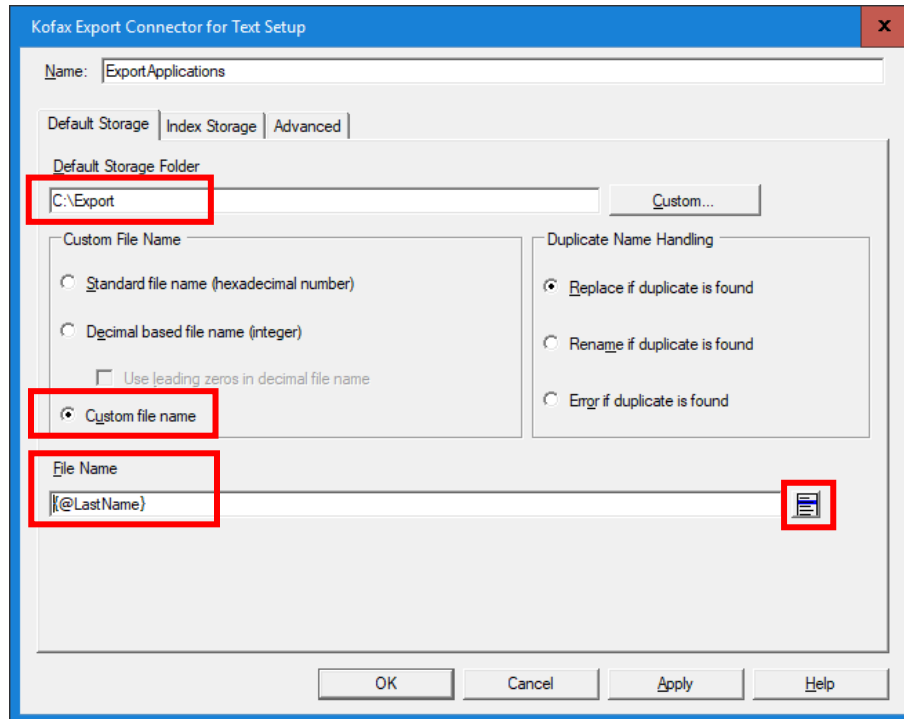 Kofax Export Connector for Text Setup
x
Name: ExportApplications
Default Storage Index Storage Advanced
Default Storage Folder
C:\Export Custom...
Custom File Name Duplicate Name Handling
Standard file name (hexadecimal number) Replace if duplicate is found
Decimal based file name (integer) Rename if duplicate is found
Use leading zeros in decimal file name
Custom file name Error if duplicate is found
File Name
{@LastName}
OK Cancel Apply Help